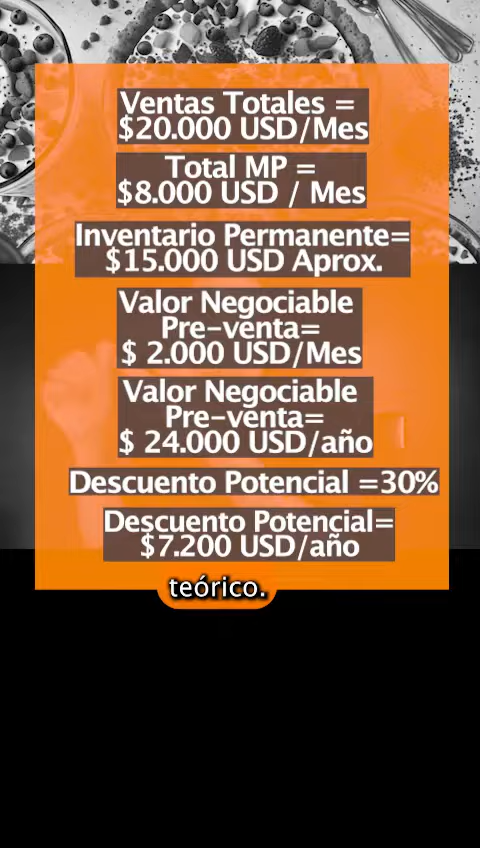 Ventas Totales =
$20.000 USD/Mes
Total MP =
$8.000 USD / Mes
Inventario Permanente=
$15.000 USD Aprox.
Valor Negociable
Pre-venta=
$ 2.000 USD/Mes
Valor Negociable
Pre-venta=
$ 24.000 USD/año
Descuento Potencial =30%
Descuento Potencial=
$7.200 USD/año
teórico.